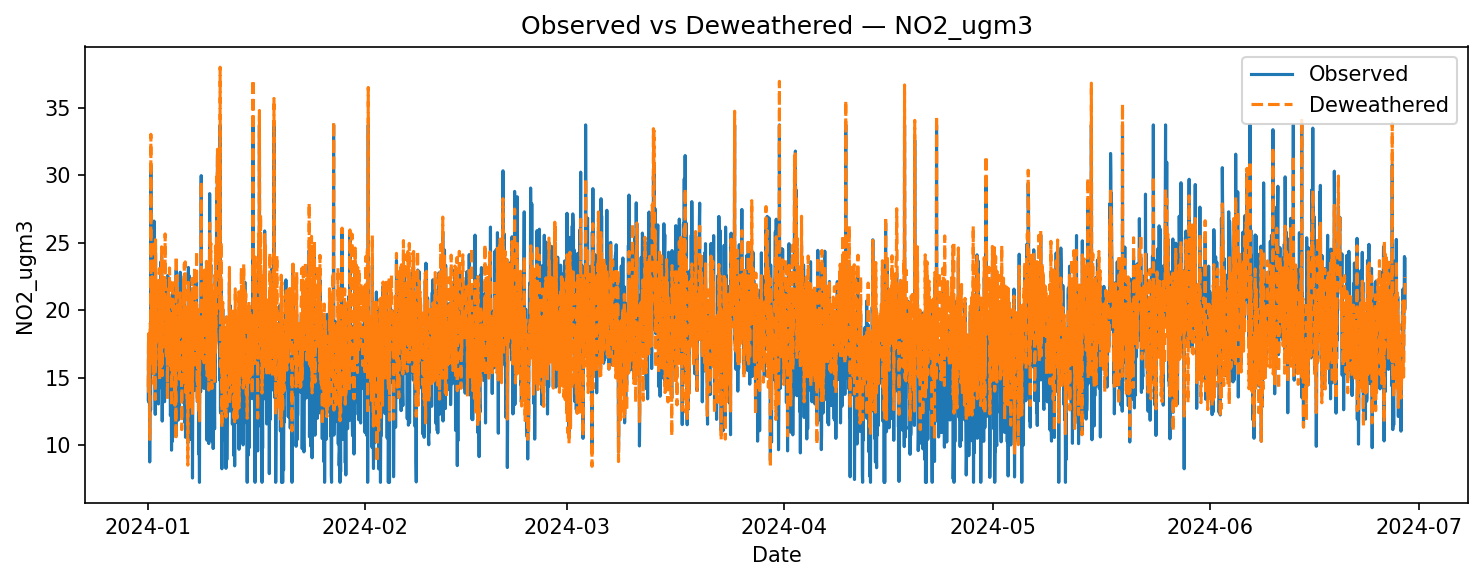 Observed vs Deweathered — NO2_ugm3
Observed
Deweathered
NO2_ugm3
35
30
25
20
15
10
2024-01
2024-02
2024-03
2024-04
2024-05
2024-06
2024-07
Date